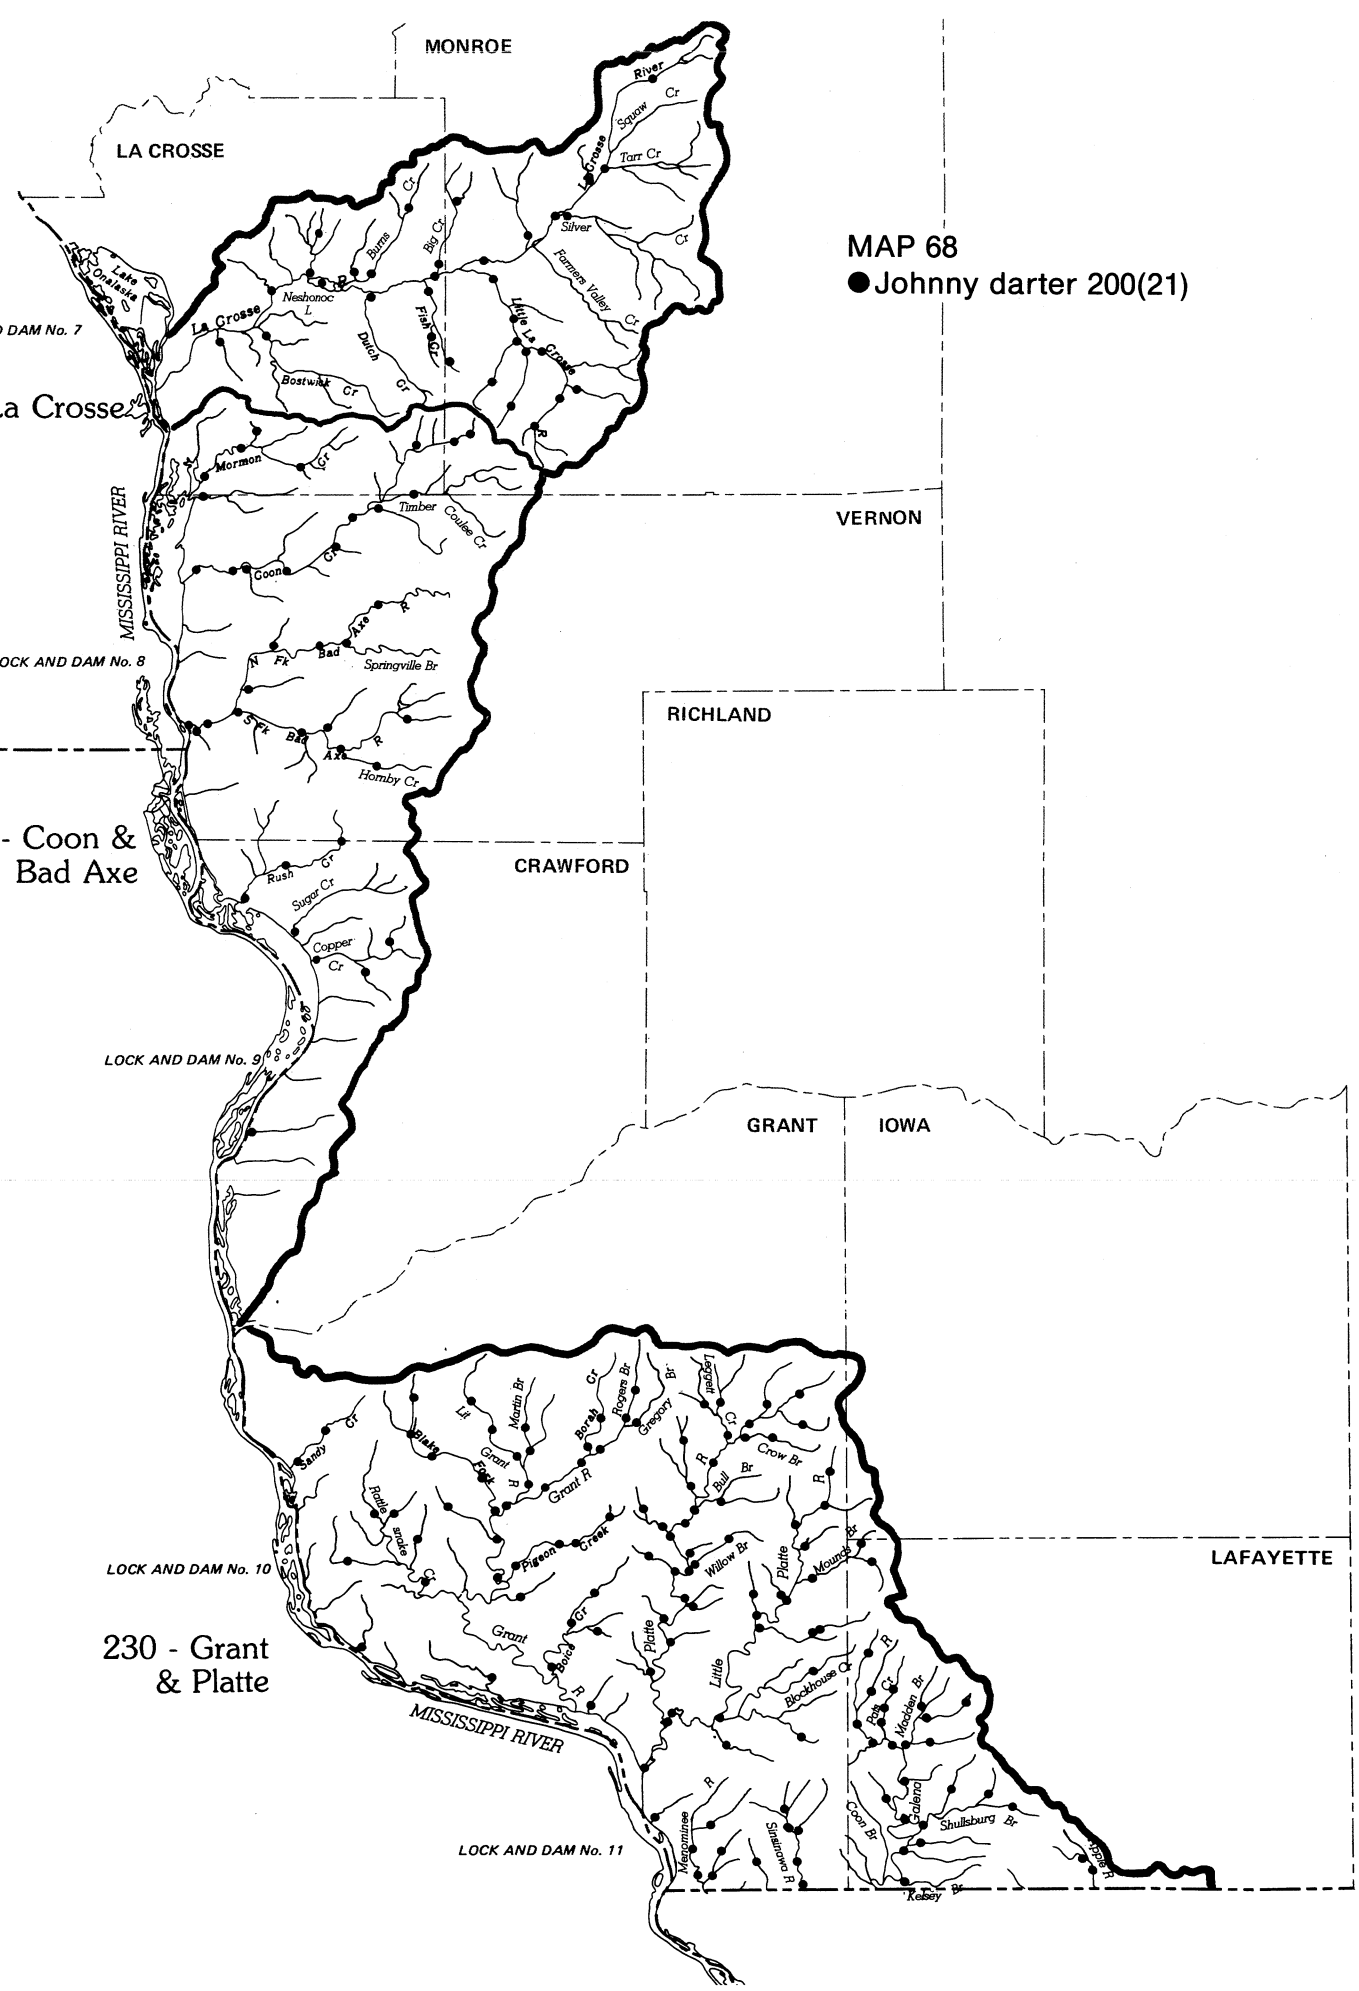 MONROE
River
Cr
Squaw
LA CROSSE
La Crosse
Tarr Cr
Cr
Silver
Cr
Burns
Big Cr
MAP 68
●Johnny darter 200(21)
Lake
Onalaska
Farmers Valley
Cr
R
Neshonoc
L
Little La
Crosse
La Crosse
Fish
Cr
DAM No. 7
Dutch
Cr
Bostwick Cr
La Crosse
R
Mormon
Cr
Timber
Coulee Cr
VERNON
MISSISSIPPI RIVER
Coon
Cr
Axe
R
N Fk Bad
Springville Br
OCK AND DAM No. 8
RICHLAND
S Fk Bad
Axe
R
Hornby Cr
- Coon &
Bad Axe
CRAWFORD
Rush
Cr
Sugar Cr
Copper
Cr
LOCK AND DAM No. 9
GRANT
IOWA
Sandy
Cr
Blake
Fork
Lit
Grant
R
Martin Br
Borah
Cr
Rogers Br
Gregory
Br
Leggett
Cr
Crow Br
R
Grant R
Bull
Br
R
Rattle
snake
Cr
Pigeon
Creek
Willow Br
Platte
Mounds
Br
LAFAYETTE
LOCK AND DAM No. 10
Grant
R
Boice
Cr
Platte
Little
Blockhouse Cr
R
Pats
Cr
Madden Br
230 - Grant
& Platte
MISSISSIPPI RIVER
Menominee
R
Sinsinawa R
Coon Br
Galena
Shullsburg Br
Apple R
LOCK AND DAM No. 11
Kelsey Br